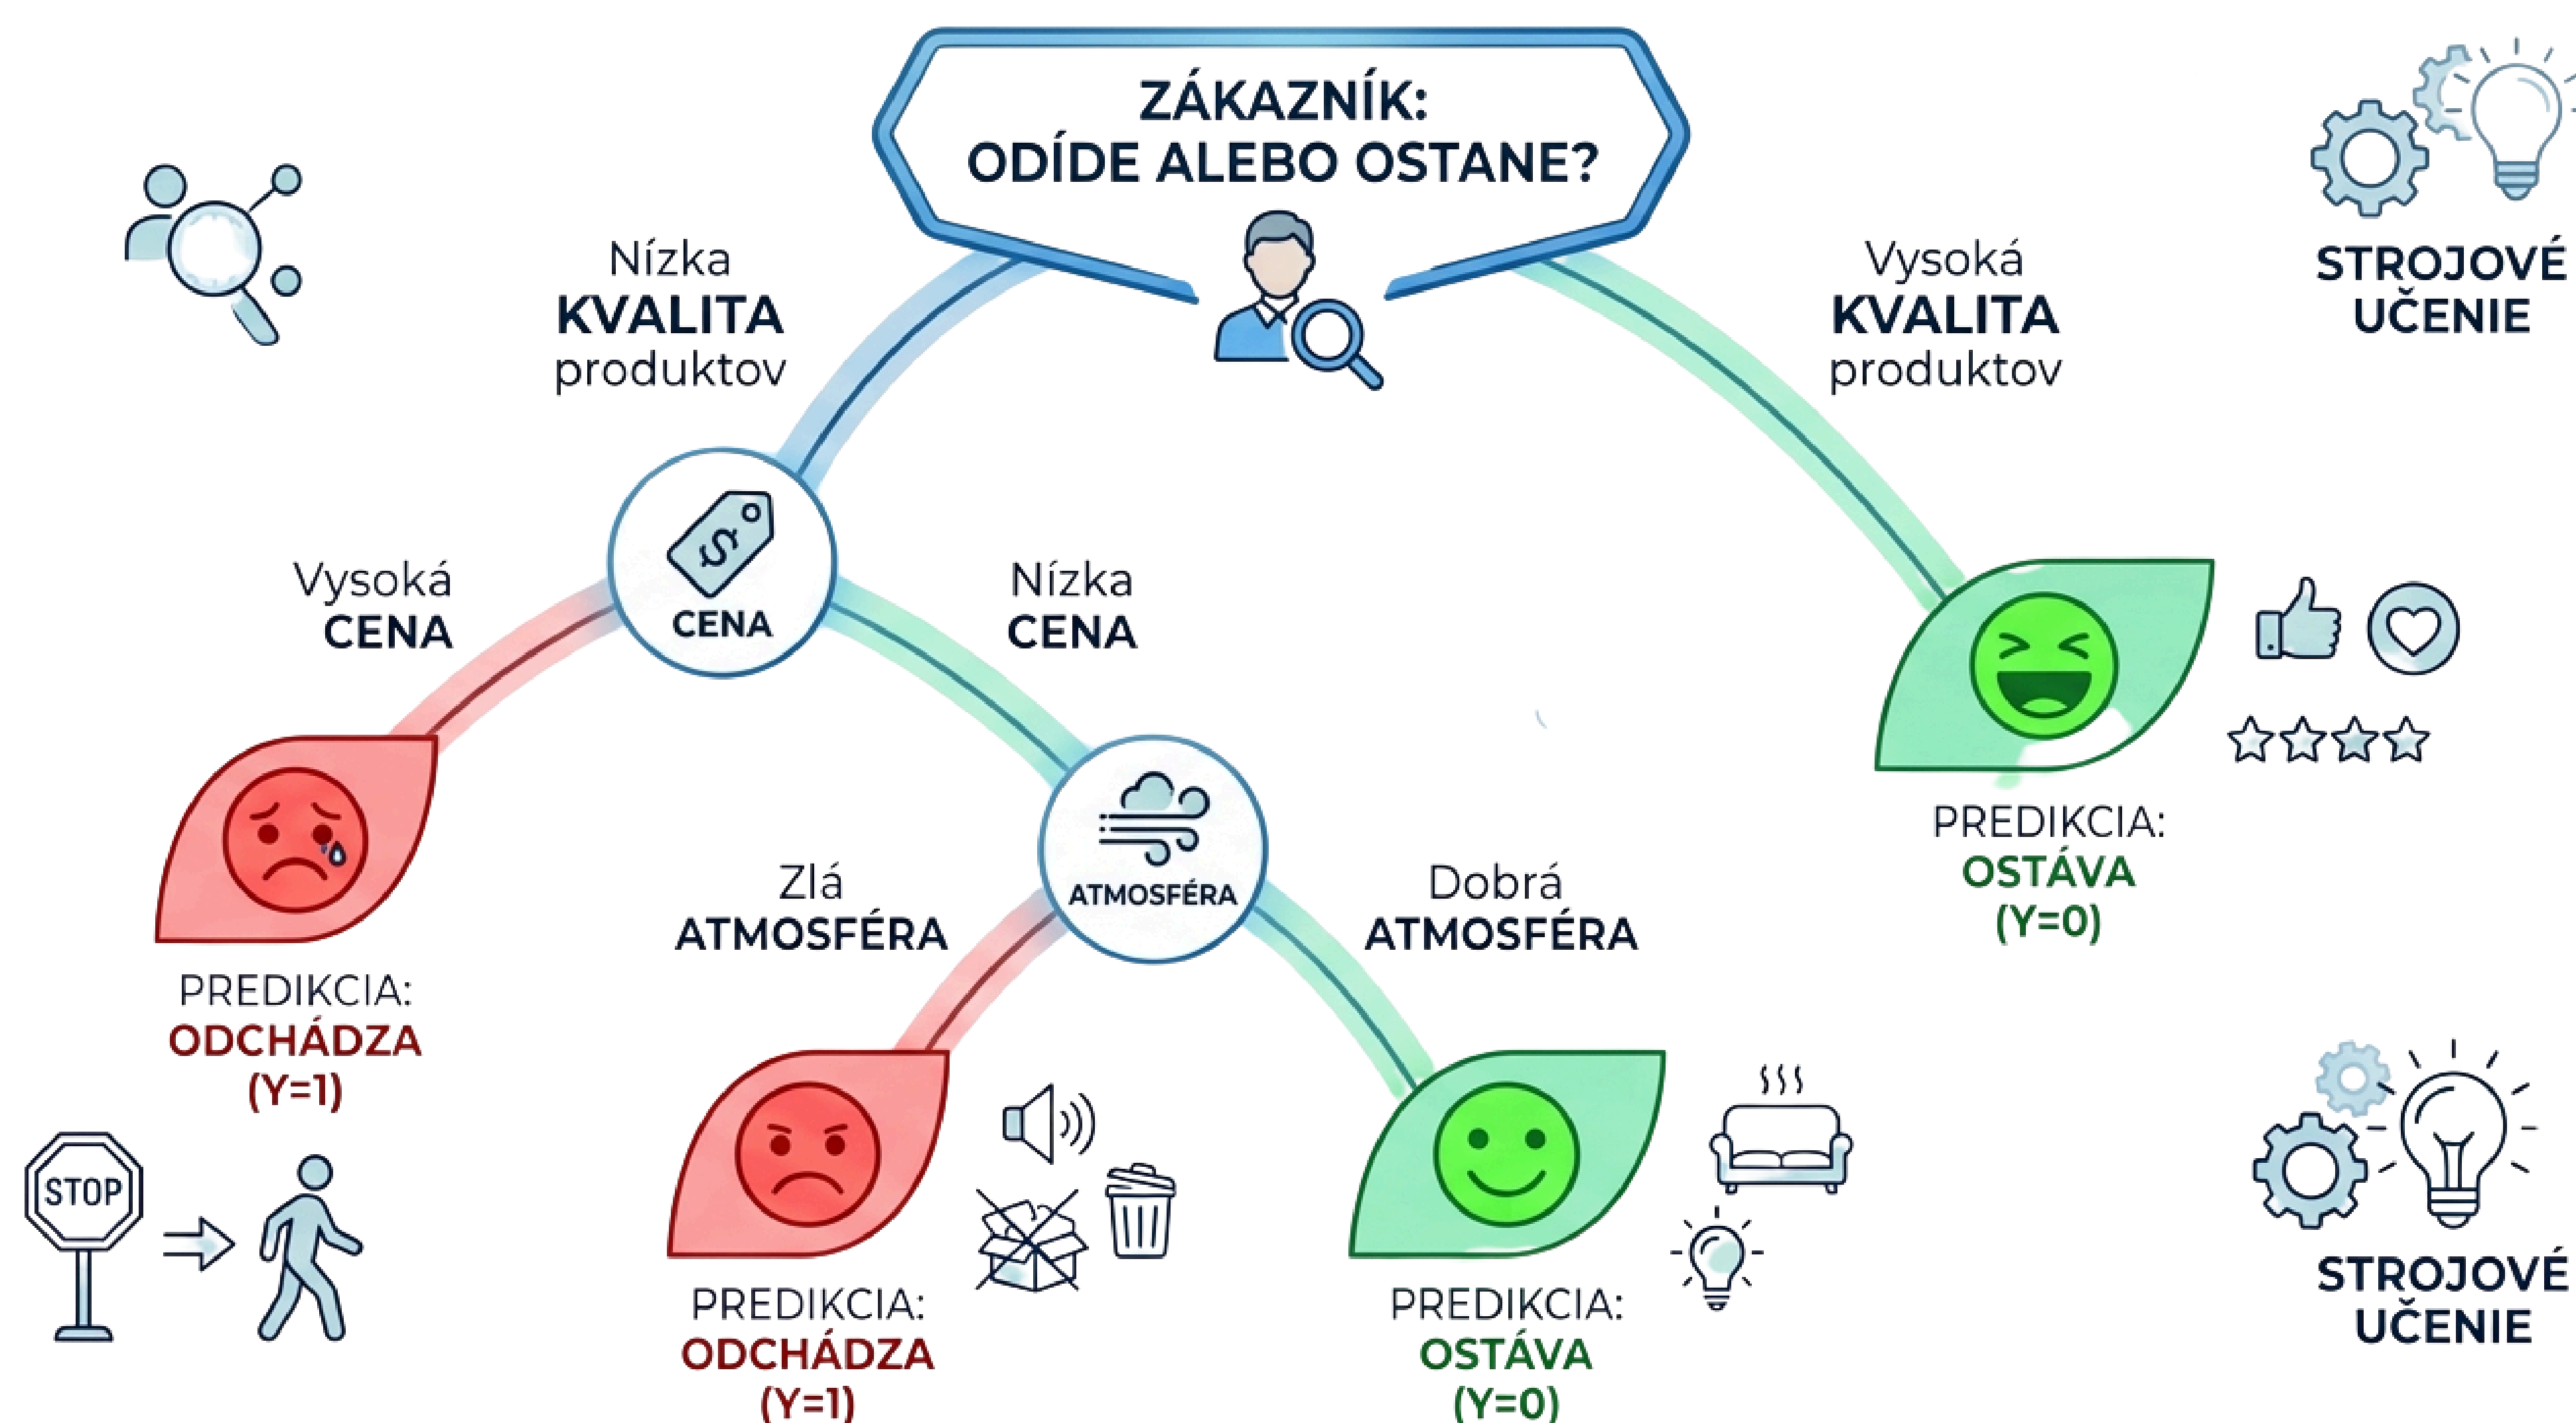 ZÁKAZNÍK:
ODÍDE ALEBO OSTANE?
Nízka
KVALITA
produktov
Vysoká
KVALITA
produktov
STROJOVÉ
UČENIE
$
CENA
Vysoká
CENA
Nízka
CENA
ATMOSFÉRA
Zlá
ATMOSFÉRA
Dobrá
ATMOSFÉRA
PREDIKCIA:
OSTÁVA
(Y=0)
PREDIKCIA:
ODCHÁDZA
(Y=1)
STOP
PREDIKCIA:
ODCHÁDZA
(Y=1)
PREDIKCIA:
OSTÁVA
(Y=0)
STROJOVÉ
UČENIE